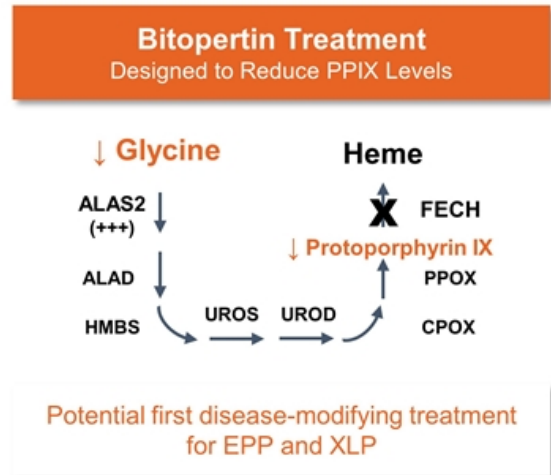 Bitopertin Treatment
Designed to Reduce PPIX Levels
↓ Glycine
Heme
ALAS2
(+++)
X
FECH
↓ Protoporphyrin IX
ALAD
PPOX
UROS
UROD
HMBS
CPOX
Potential first disease-modifying treatment
for EPP and XLP